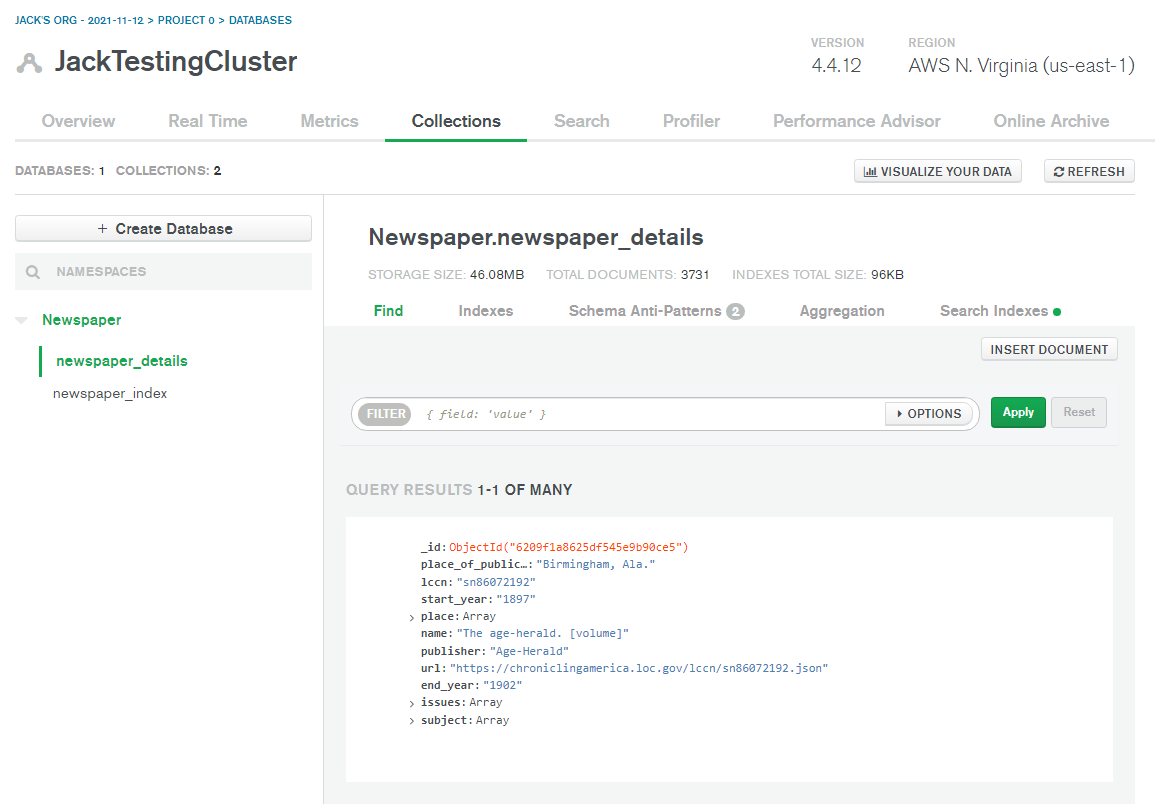 JACK'S ORG - 2021-11-12 > PROJECT 0 > DATABASES
JackTestingCluster
VERSION
4.4.12
REGION
AWS N. Virginia (us-east-1)
Overview Real Time Metrics Collections Search Profiler Performance Advisor Online Archive
DATABASES: 1 COLLECTIONS: 2
VISUALIZE YOUR DATA
REFRESH
+ Create Database
NAMESPACES
Newspaper
newspaper_details
newspaper_index
Newspaper.newspaper_details
STORAGE SIZE: 46.08MB TOTAL DOCUMENTS: 3731 INDEXES TOTAL SIZE: 96KB
Find Indexes Schema Anti-Patterns 2 Aggregation Search Indexes
INSERT DOCUMENT
FILTER { field: 'value' } OPTIONS Apply Reset
QUERY RESULTS 1-1 OF MANY
_id: ObjectId("6209f1a8625df545e9b90ce5")
place_of_public…: "Birmingham, Ala."
lccn: "sn86072192"
start_year: "1897"
> place: Array
name: "The age-herald. [volume]"
publisher: "Age-Herald"
url: "https://chroniclingamerica.loc.gov/lccn/sn86072192.json"
end_year: "1902"
> issues: Array
> subject: Array